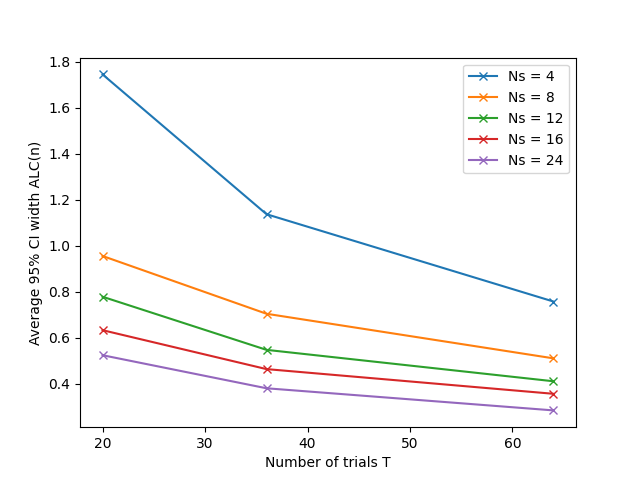 1.8
1.6
1.4
1.2
1.0
0.8
0.6
0.4
Average 95% CI width ALC(n)
Ns = 4
Ns = 8
Ns = 12
Ns = 16
Ns = 24
20 30 40 50 60
Number of trials T